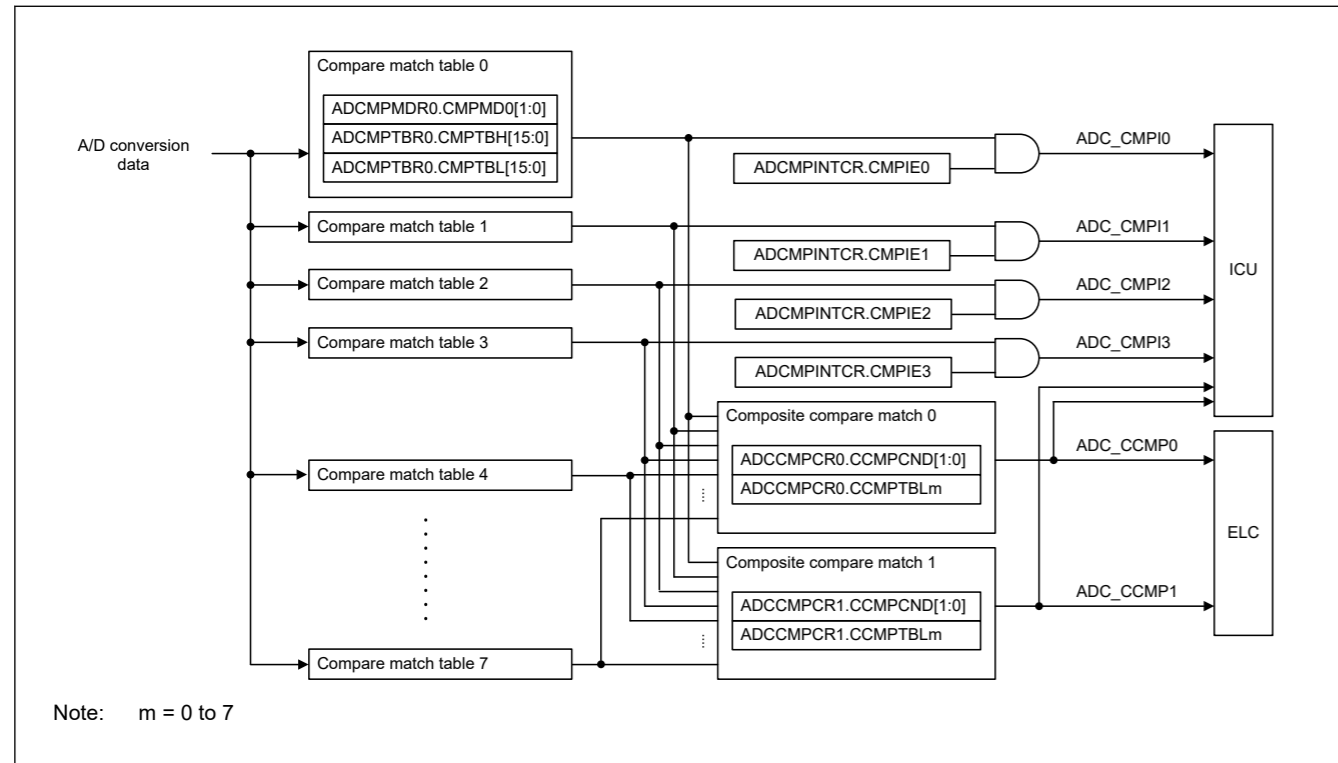 Compare match table 0
ADCMPMDR0.CMPMD0[1:0]
ADCMPTBR0.CMPTBH[15:0]
ADCMPTBR0.CMPTBL[15:0]
A/D conversion
data
ADCMPINTCR.CMPIE0
ADC_CMPI0
Compare match table 1
ADCMPINTCR.CMPIE1
ADC_CMPI1
ICU
Compare match table 2
ADCMPINTCR.CMPIE2
ADC_CMPI2
Compare match table 3
ADCMPINTCR.CMPIE3
ADC_CMPI3
Composite compare match 0
ADCCMPCR0.CCMPCND[1:0]
ADCCMPCR0.CCMPTBLm
ADC_CCMP0
Compare match table 4
ELC
Composite compare match 1
ADCCMPCR1.CCMPCND[1:0]
ADCCMPCR1.CCMPTBLm
ADC_CCMP1
Compare match table 7
Note: m = 0 to 7